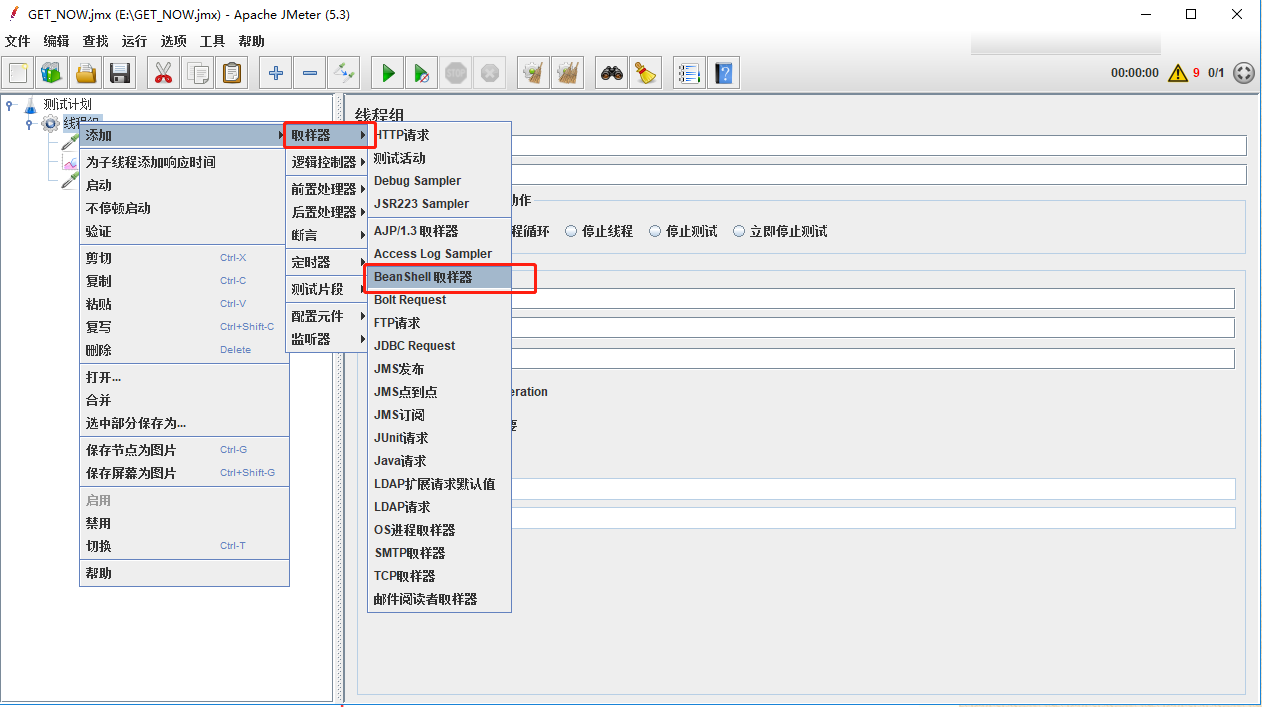 GET_NOW.jmx (E:\GET_NOW.jmx) - Apache JMeter (5.3)
文件 编辑 查找 运行 选项 工具 帮助
00:00:00 9 0/1
测试计划
线程组
添加
为子线程添加响应时间
启动
不停顿启动
验证
剪切 Ctrl-X
复制 Ctrl-C
粘贴 Ctrl-V
复写 Ctrl+Shift-C
删除 Delete
打开...
合并
选中部分保存为...
保存节点为图片 Ctrl-G
保存屏幕为图片 Ctrl+Shift-G
启用
禁用
切换 Ctrl-T
帮助
取样器
逻辑控制器
前置处理器
后置处理器
断言
定时器
测试片段
配置元件
监听器
HTTP请求
测试活动
Debug Sampler
JSR223 Sampler
AJP/1.3 取样器
Access Log Sampler
BeanShell 取样器
Bolt Request
FTP请求
JDBC Request
JMS发布
JMS点到点
JMS订阅
JUnit请求
Java请求
LDAP扩展请求默认值
LDAP请求
OS进程取样器
SMTP取样器
TCP取样器
邮件阅读者取样器
线程组
动作
程循环 停止线程 停止测试 立即停止测试
eration
要